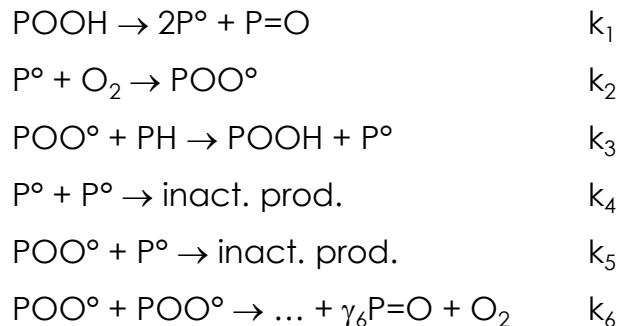 POOH → 2P° + P=O k₁
P° + O₂ → POO° k₂
POO° + PH → POOH + P° k₃
P° + P° → inact. prod. k₄
POO° + P° → inact. prod. k₅
POO° + POO° → ... + γ₆P=O + O₂ k₆